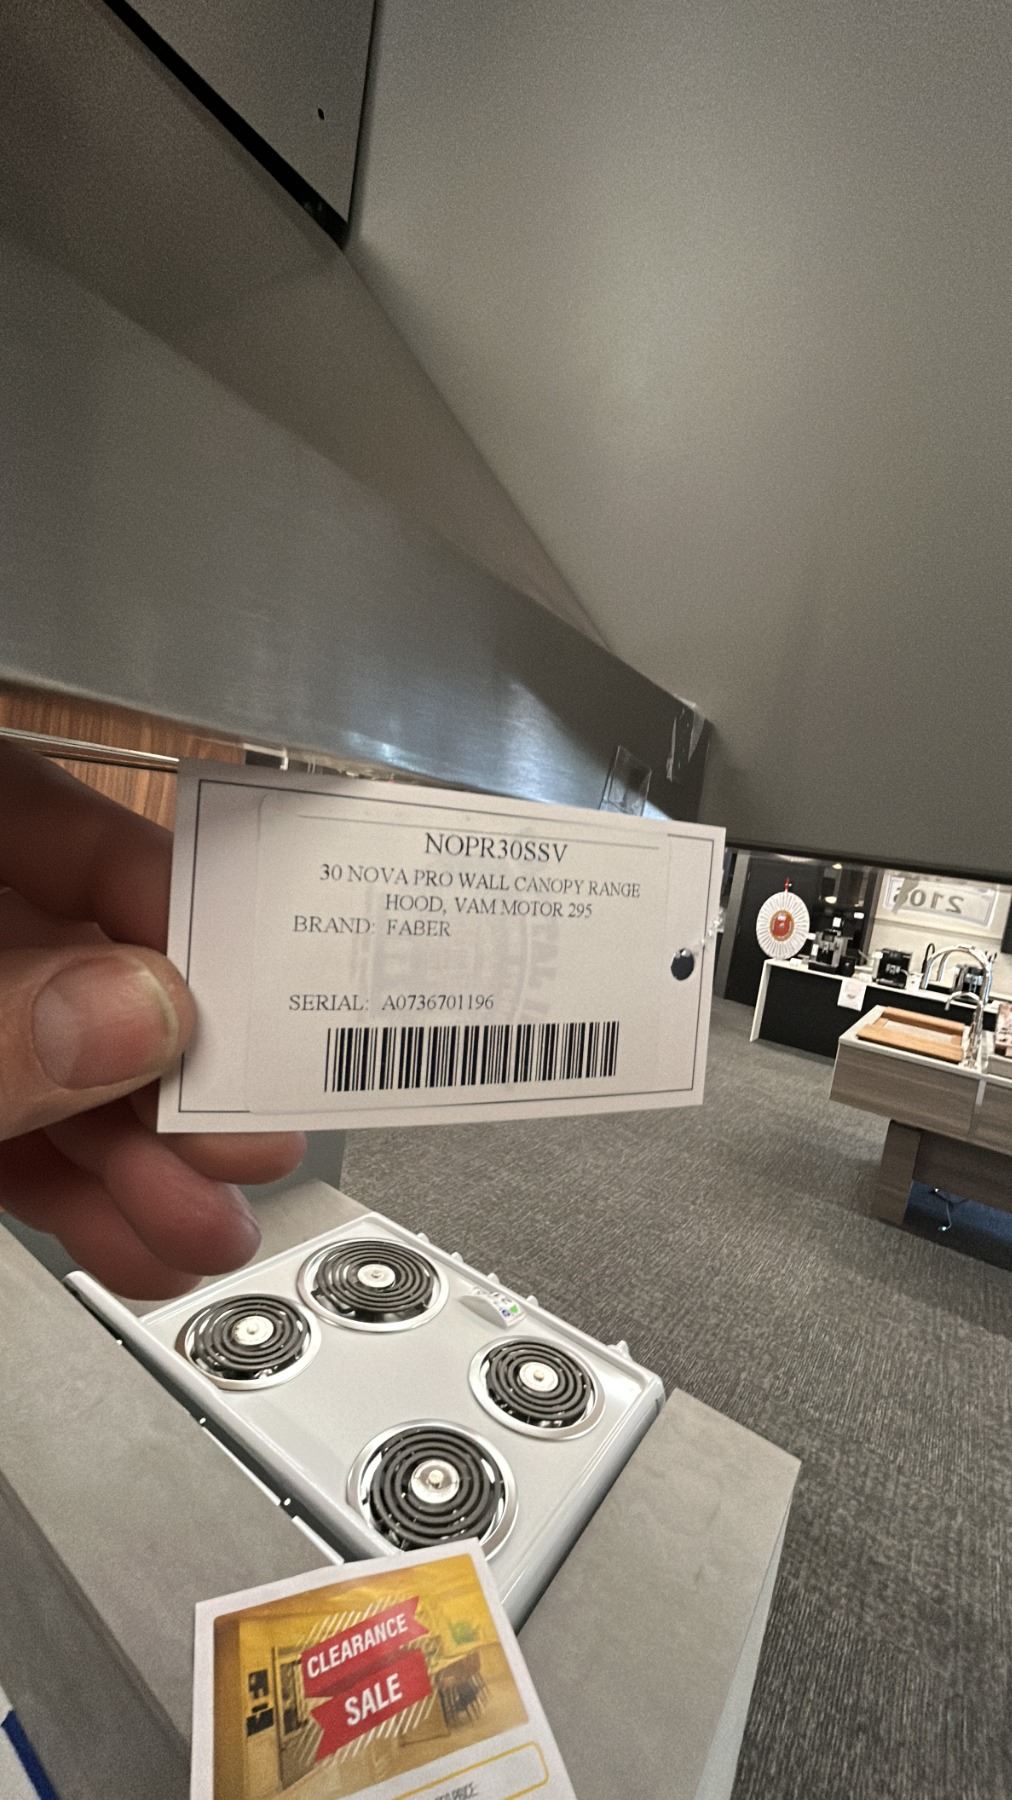 NOPR30SSV
30 NOVA PRO WALL CANOPY RANGE
HOOD, VAM MOTOR 295
BRAND: FABER
SERIAL: A0736701196
CLEARANCE
SALE